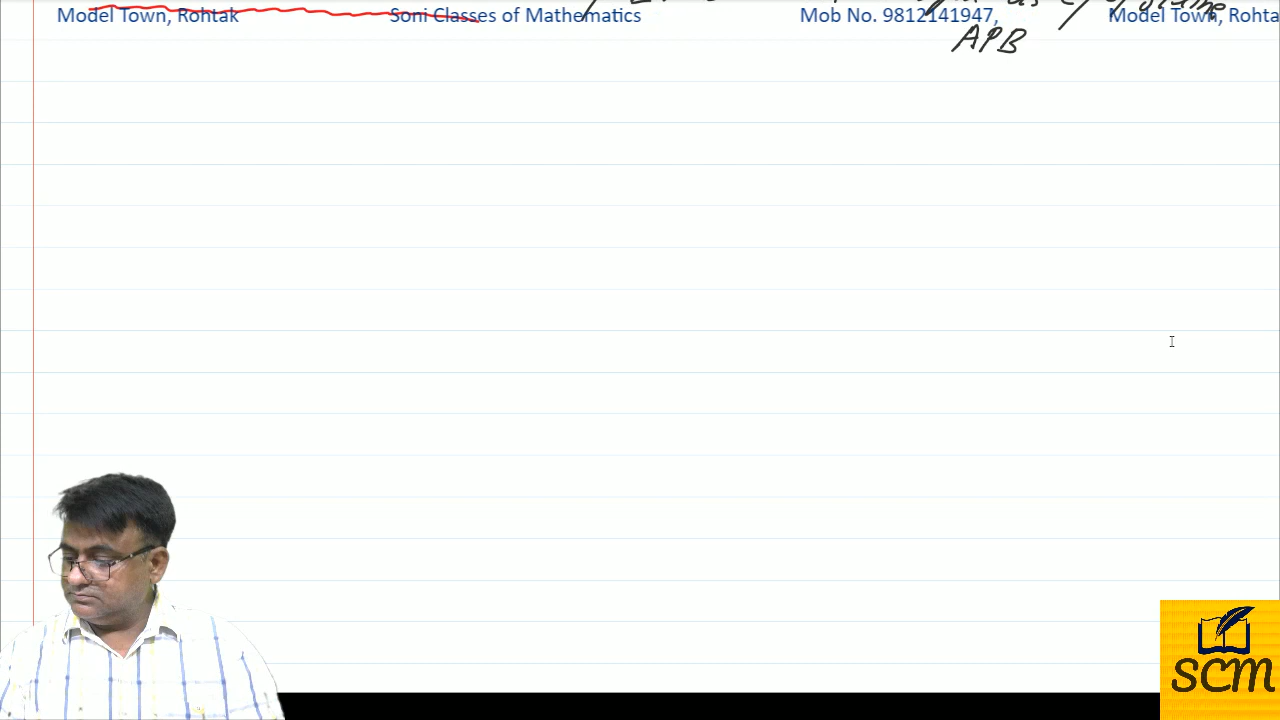 Model Town, Rohtak Soni Classes of Mathematics Mob No. 9812141947, Model Town, Rohta
APB
SCM